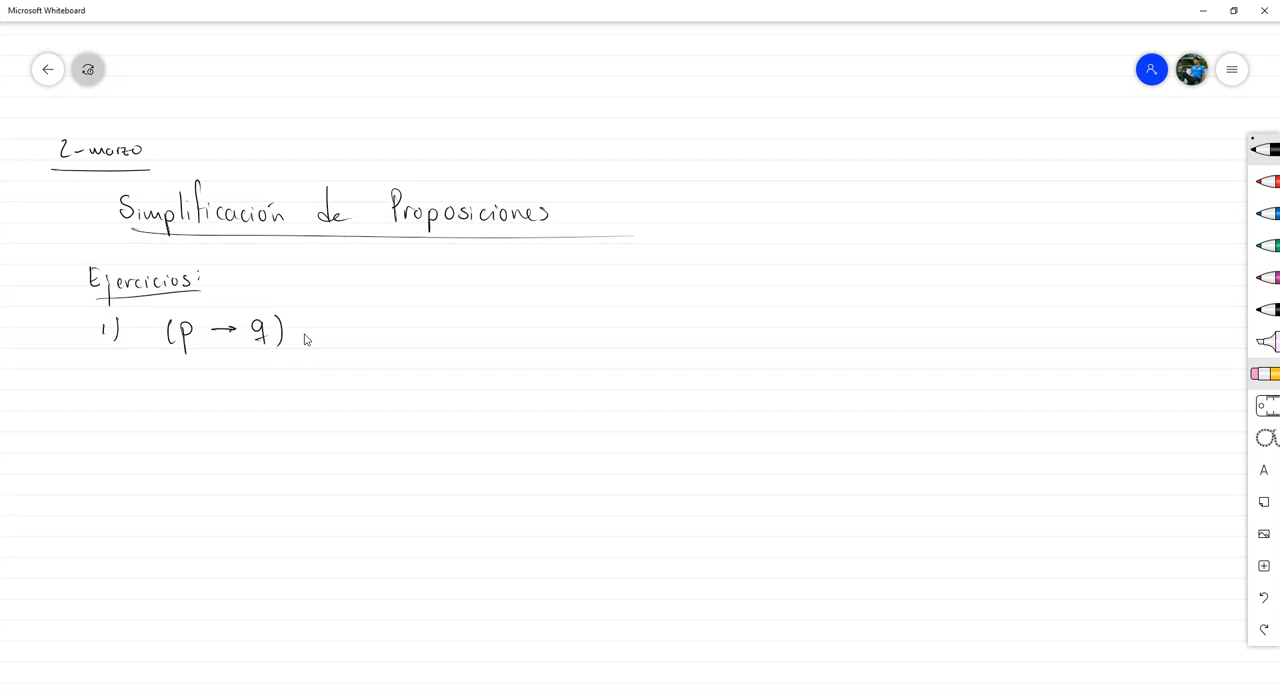 Microsoft Whiteboard
2-marzo
Simplificación de Proposiciones
Ejercicios:
1) (p → q)
A